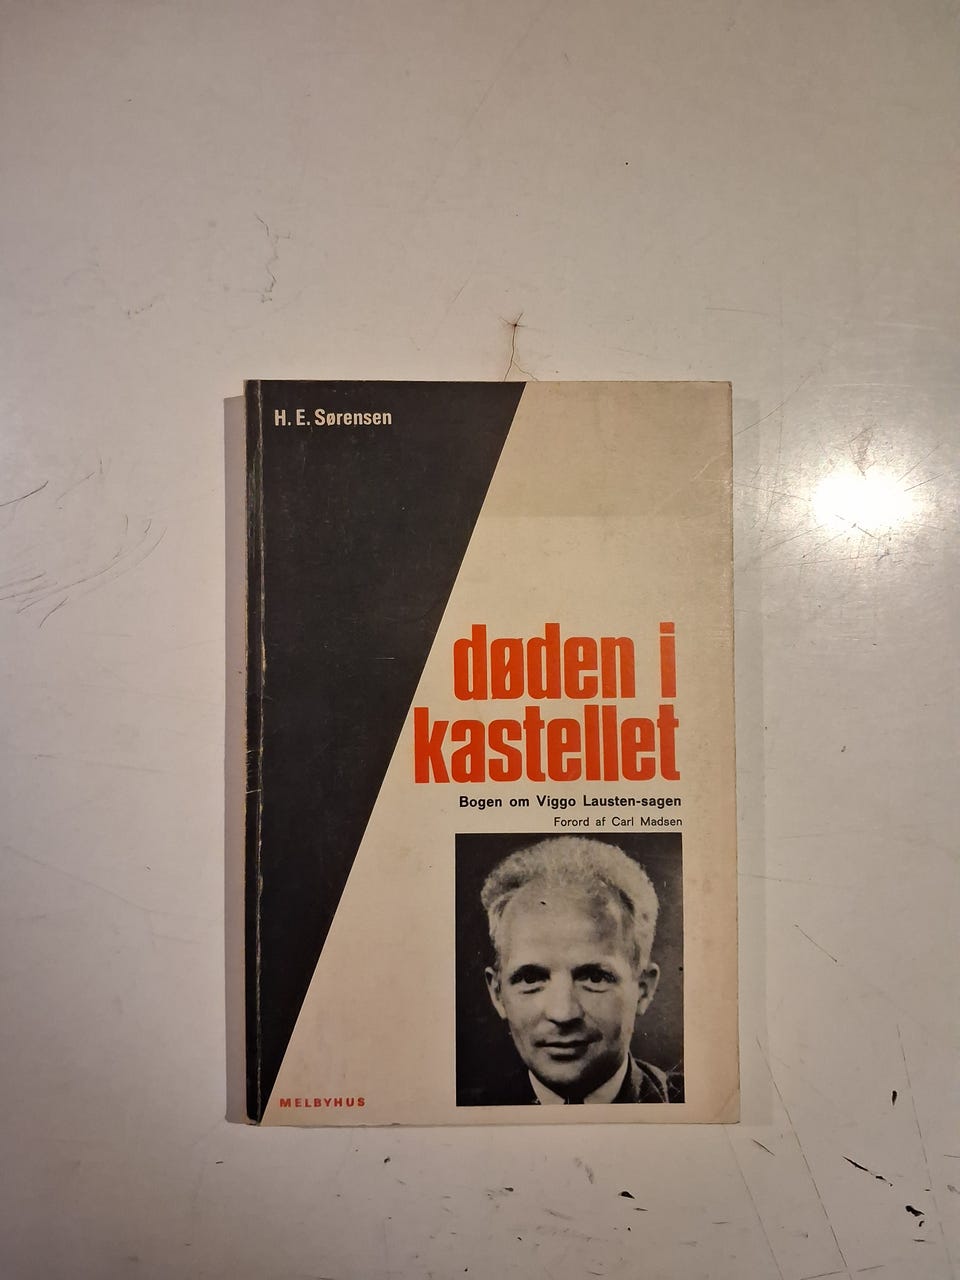 H. E. Sørensen
døden i
kastellet
Bogen om Viggo Lausten-sagen
Forord af Carl Madsen
MELBYHUS